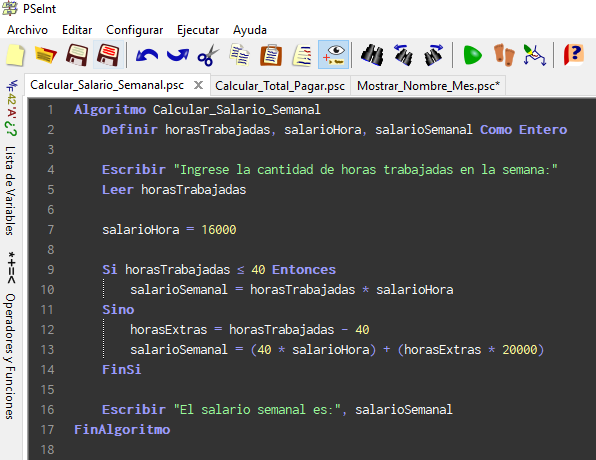 PSeInt
Archivo Editar Configurar Ejecutar Ayuda
Calcular_Salario_Semanal.psc Calcular_Total_Pagar.psc Mostrar_Nombre_Mes.psc*
Lista de Variables
Operadores y Funciones
1 Algoritmo Calcular_Salario_Semanal
2 Definir horasTrabajadas, salarioHora, salarioSemanal Como Entero
3
4 Escribir "Ingrese la cantidad de horas trabajadas en la semana:"
5 Leer horasTrabajadas
6
7 salarioHora = 16000
8
9 Si horasTrabajadas ≤ 40 Entonces
10 salarioSemanal = horasTrabajadas * salarioHora
11 Sino
12 horasExtras = horasTrabajadas - 40
13 salarioSemanal = (40 * salarioHora) + (horasExtras * 20000)
14 FinSi
15
16 Escribir "El salario semanal es:", salarioSemanal
17 FinAlgoritmo
18